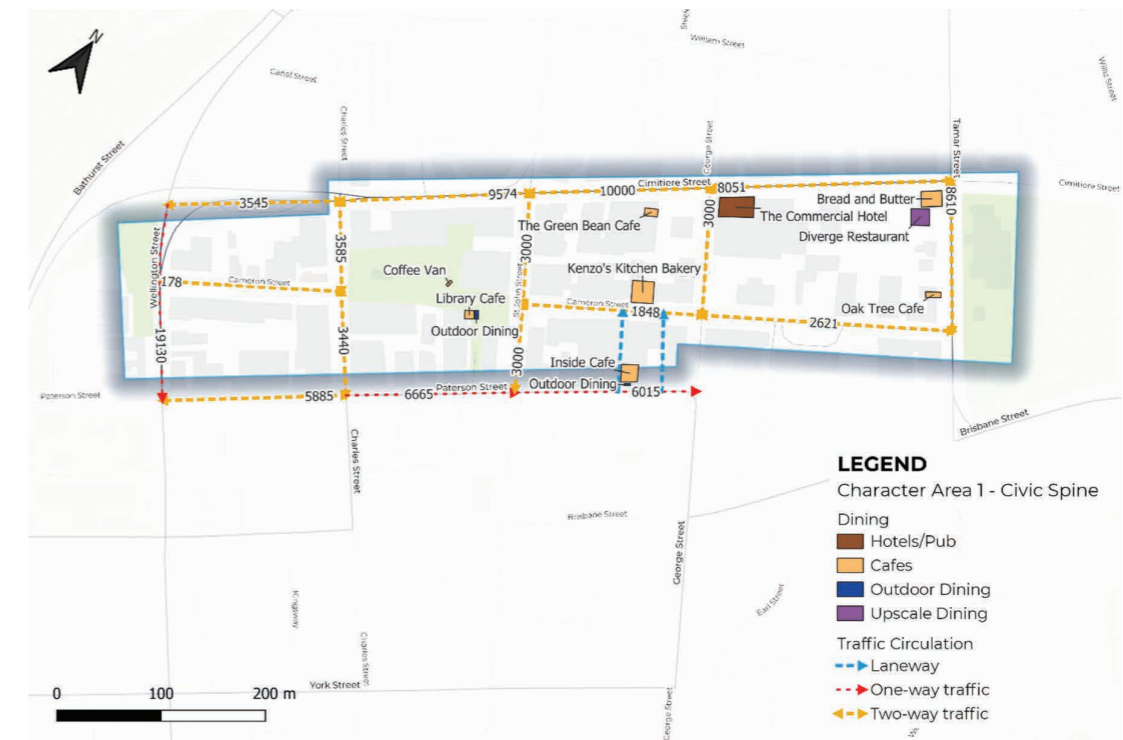 N
William Street
Canal Street
Bathurst Street
Charles Street
George Street
Tamar Street
Cimitiere Street
Cimitiere Street
3545
9574
10000
8051
8610
Bread and Butter
The Commercial Hotel
Diverge Restaurant
The Green Bean Cafe
3000
3585
3000
Wellington Street
Coffee Van
Kenzo's Kitchen Bakery
178
Cameron Street
Library Cafe
St John Street
Cameron Street
1848
Oak Tree Cafe
2621
Outdoor Dining
19130
3440
3000
Inside Cafe
Outdoor Dining
Paterson Street
Paterson Street
5885
6665
6015
Brisbane Street
Charles Street
Brisbane Street
George Street
Earl Street
Kingsway
Charles Street
York Street
George Street
0 100 200 m
LEGEND
Character Area 1 - Civic Spine
Dining
Hotels/Pub
Cafes
Outdoor Dining
Upscale Dining
Traffic Circulation
Laneway
One-way traffic
Two-way traffic